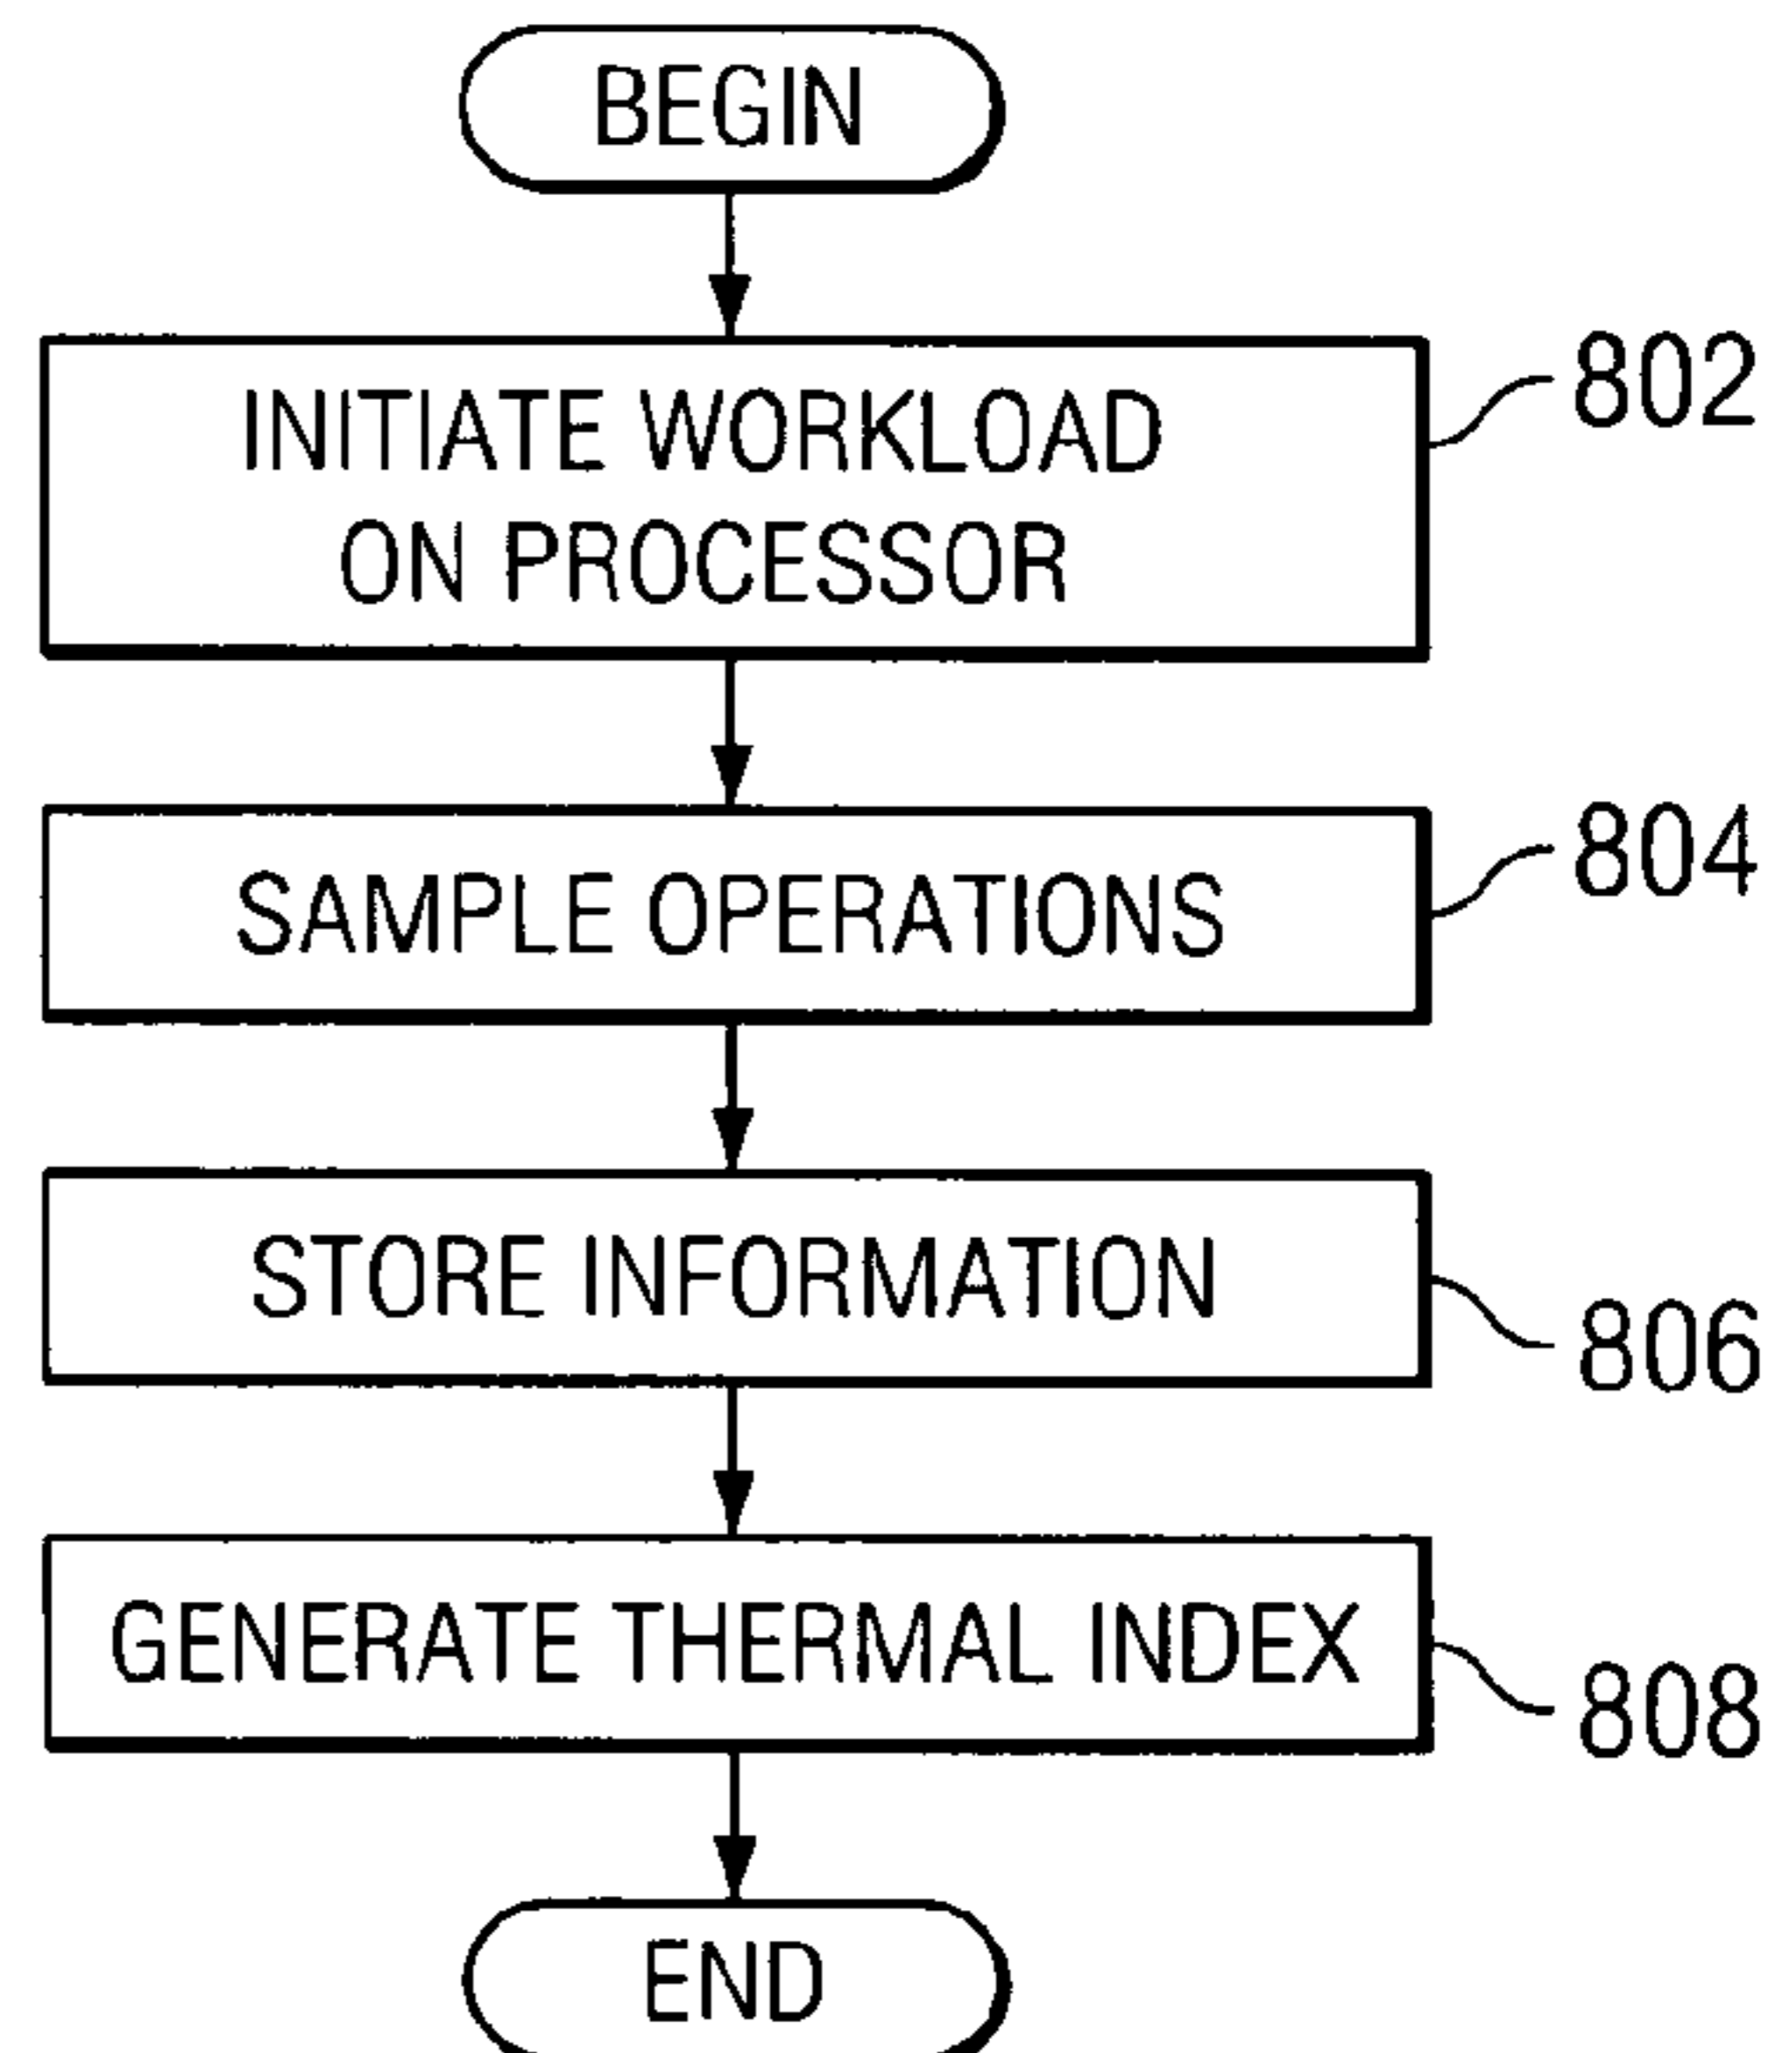 BEGIN
INITIATE WORKLOAD
ON PROCESSOR
802
SAMPLE OPERATIONS
804
STORE INFORMATION
806
GENERATE THERMAL INDEX
808
END